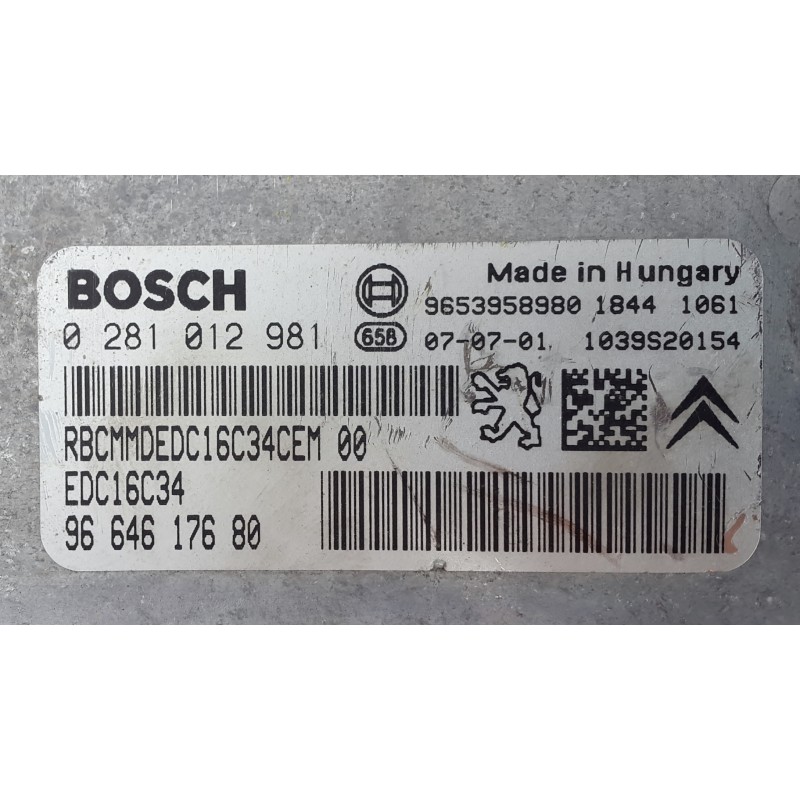 BOSCH
Made in Hungary
9653958980 1844 1061
0 281 012 981
658
07-07-01 1039S20154
RBCMMDEDC16C34CEM 00
EDC16C34
96 646 176 80